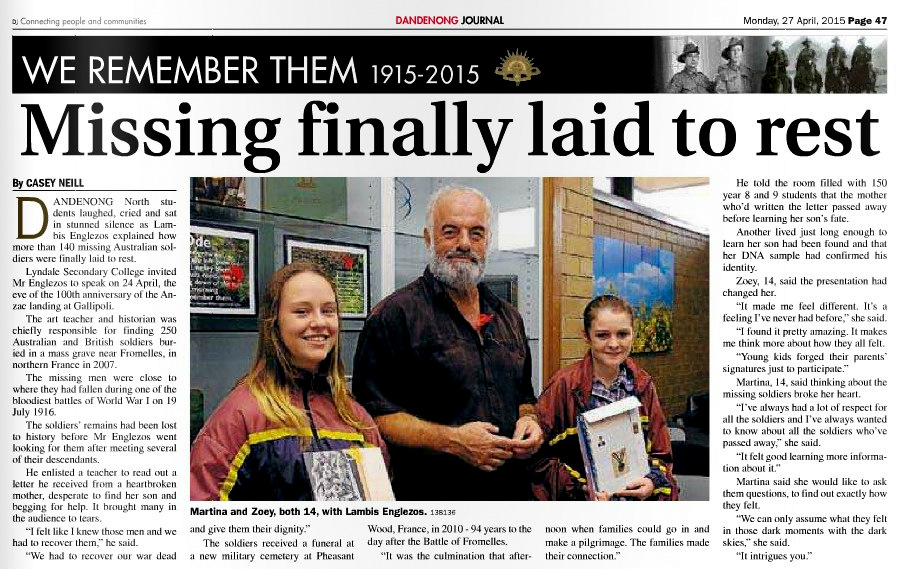 DJ Connecting people and communities
DANDENONG JOURNAL
Monday, 27 April, 2015 Page 47
WE REMEMBER THEM 1915-2015
Missing finally laid to rest
By CASEY NEILL
DANDENONG North stu-
dents laughed, cried and sat
in stunned silence as Lam-
bis Englezos explained how
more than 140 missing Australian sol-
diers were finally laid to rest.
Lyndale Secondary College invited
Mr Englezos to speak on 24 April, the
eve of the 100th anniversary of the An-
zac landing at Gallipoli.
The art teacher and historian was
chiefly responsible for finding 250
Australian and British soldiers bur-
ied in a mass grave near Fromelles, in
northern France in 2007.
The missing men were close to
where they had fallen during one of the
bloodiest battles of World War I on 19
July 1916.
The soldiers' remains had been lost
to history before Mr Englezos went
looking for them after meeting several
of their descendants.
He enlisted a teacher to read out a
letter he received from a heartbroken
mother, desperate to find her son and
begging for help. It brought many in
the audience to tears.
"I felt like I knew those men and we
had to recover them," he said.
"We had to recover our war dead
Martina and Zoey, both 14, with Lambis Englezos. 138136
and give them their dignity."
The soldiers received a funeral at
a new military cemetery at Pheasant
Wood, France, in 2010 - 94 years to the
day after the Battle of Fromelles.
"It was the culmination that after-
noon when families could go in and
make a pilgrimage. The families made
their connection."
He told the room filled with 150
year 8 and 9 students that the mother
who'd written the letter passed away
before learning her son's fate.
Another lived just long enough to
learn her son had been found and that
her DNA sample had confirmed his
identity.
Zoey, 14, said the presentation had
changed her.
"It made me feel different. It's a
feeling I've never had before," she said.
"I found it pretty amazing. It makes
me think more about how they all felt.
"Young kids forged their parents'
signatures just to participate."
Martina, 14, said thinking about the
missing soldiers broke her heart.
"I've always had a lot of respect for
all the soldiers and I've always wanted
to know about all the soldiers who've
passed away," she said.
"It felt good learning more informa-
tion about it."
Martina said she would like to ask
them questions, to find out exactly how
they felt.
"We can only assume what they felt
in those dark moments with the dark
skies," she said.
"It intrigues you."